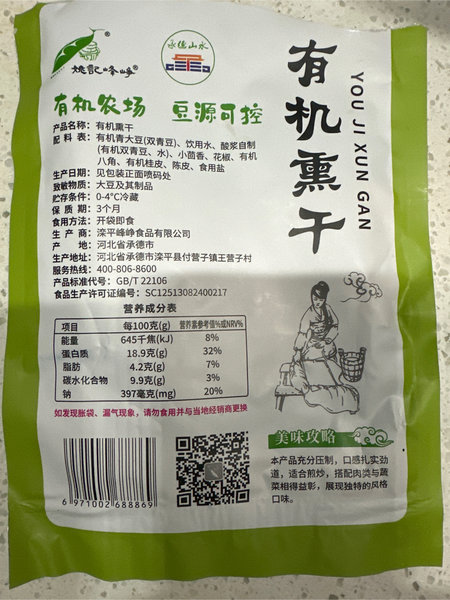 姚記峰峥®
承德山水
有机熏干
YOU JI XUN GAN
有机农场 豆源可控
产品名称：有机熏干
配 料 表：有机青大豆(双青豆)、饮用水、酸浆自制
(有机双青豆、水)、小茴香、花椒、有机
八角、有机桂皮、陈皮、食用盐
生产日期：见包装正面喷码处
致敏物质：大豆及其制品
贮存条件：0-4℃冷藏
保 质 期：3个月
食用方法：开袋即食
生 产 商：滦平峰峥食品有限公司
产 地：河北省承德市
生产地址：河北省承德市滦平县付营子镇王营子村
服务热线：400-806-8600
产品标准代号：GB/T 22106
食品生产许可证编号：SC12513082400217
营养成分表
项目 每100克(g) 营养素参考值%或NRV%
能量 645千焦(kJ) 8%
蛋白质 18.9克(g) 32%
脂肪 4.2克(g) 7%
碳水化合物 9.9克(g) 3%
钠 397毫克(mg) 20%
如发现胀袋、漏气现象，请勿食用并与当地经销商更换
6 971002 688869
美味攻略
本产品充分压制，口感扎实劲
道，适合煎炒，搭配肉类与蔬
菜相得益彰，展现独特的风格
口味。